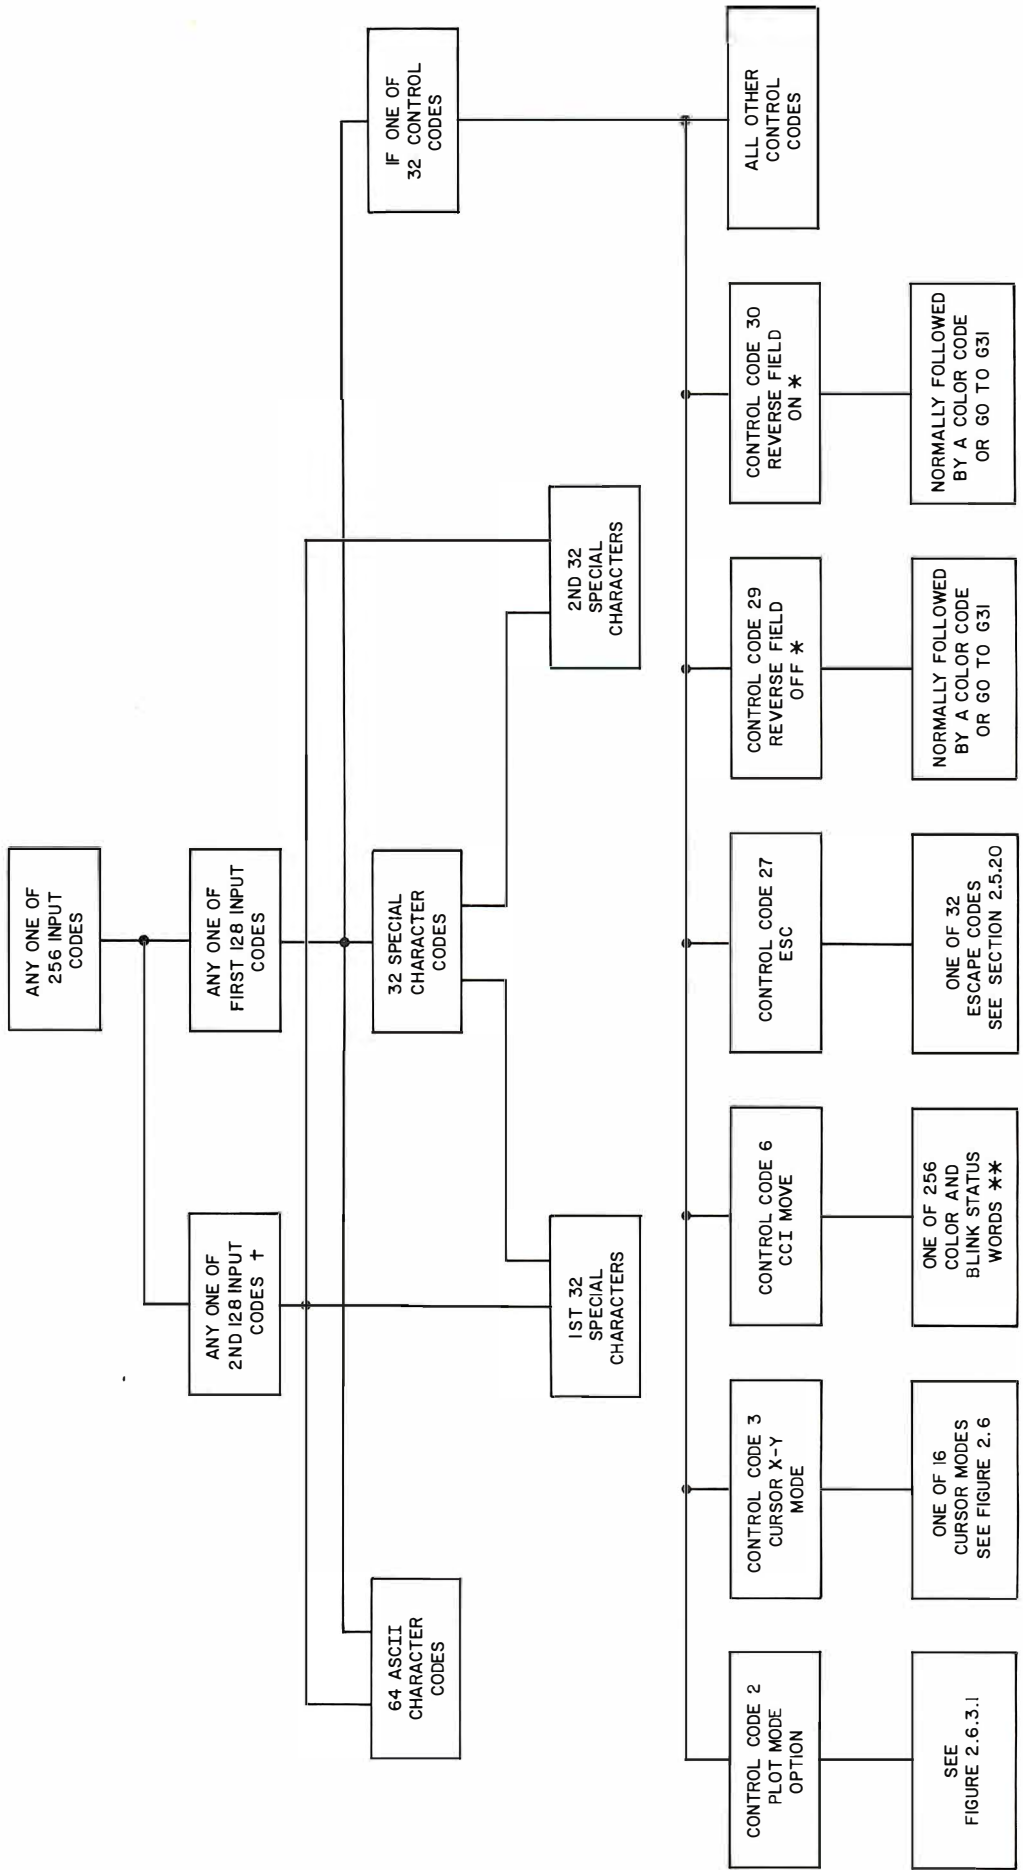 ANY ONE OF
256 INPUT
CODES
ANY ONE OF
2ND 128 INPUT
CODES †
ANY ONE OF
FIRST 128 INPUT
CODES
64 ASCII
CHARACTER
CODES
32 SPECIAL
CHARACTER
CODES
IF ONE OF
32 CONTROL
CODES
1ST 32
SPECIAL
CHARACTERS
2ND 32
SPECIAL
CHARACTERS
CONTROL CODE 2
PLOT MODE
OPTION
CONTROL CODE 3
CURSOR X-Y
MODE
CONTROL CODE 6
CCI MOVE
CONTROL CODE 27
ESC
CONTROL CODE 29
REVERSE FIELD
OFF *
CONTROL CODE 30
REVERSE FIELD
ON *
ALL OTHER
CONTROL
CODES
SEE
FIGURE 2.6.3.1
ONE OF 16
CURSOR MODES
SEE FIGURE 2.6
ONE OF 256
COLOR AND
BLINK STATUS
WORDS **
ONE OF 32
ESCAPE CODES
SEE SECTION 2.5.20
NORMALLY FOLLOWED
BY A COLOR CODE
OR GO TO G31
NORMALLY FOLLOWED
BY A COLOR CODE
OR GO TO G31